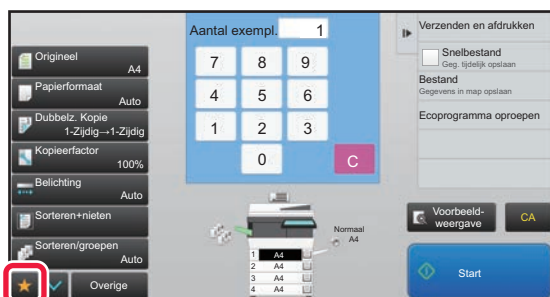 Origineel
A4
Papierformaat
Auto
Dubbelz. Kopie
1-Zijdig→1-Zijdig
Kopieerfactor
100%
Belichting
Auto
Sorteren+nieten
Sorteren/groepen
Auto
Overige
Aantal exempl. 1
7 8 9
4 5 6
1 2 3
0 C
Normaal
A4
1 A4
2 A4
3 A4
4 A4
Verzenden en afdrukken
Snelbestand
Geg. tijdelijk opslaan
Bestand
Gegevens in map opslaan
Ecoprogramma oproepen
Voorbeeld-
weergave
CA
Start